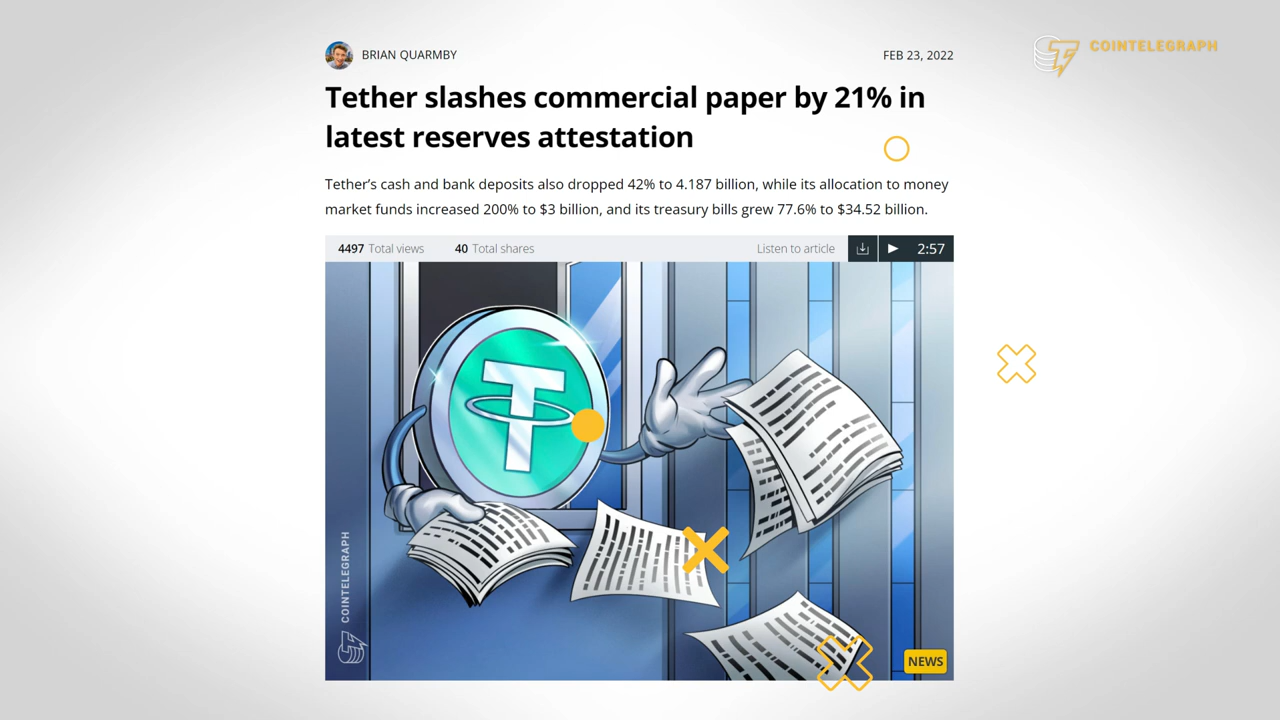 BRIAN QUARMBY
FEB 23, 2022
COINTELEGRAPH
Tether slashes commercial paper by 21% in
latest reserves attestation
Tether’s cash and bank deposits also dropped 42% to 4.187 billion, while its allocation to money
market funds increased 200% to $3 billion, and its treasury bills grew 77.6% to $34.52 billion.
4497 Total views
40 Total shares
Listen to article
2:57
COINTELEGRAPH
NEWS